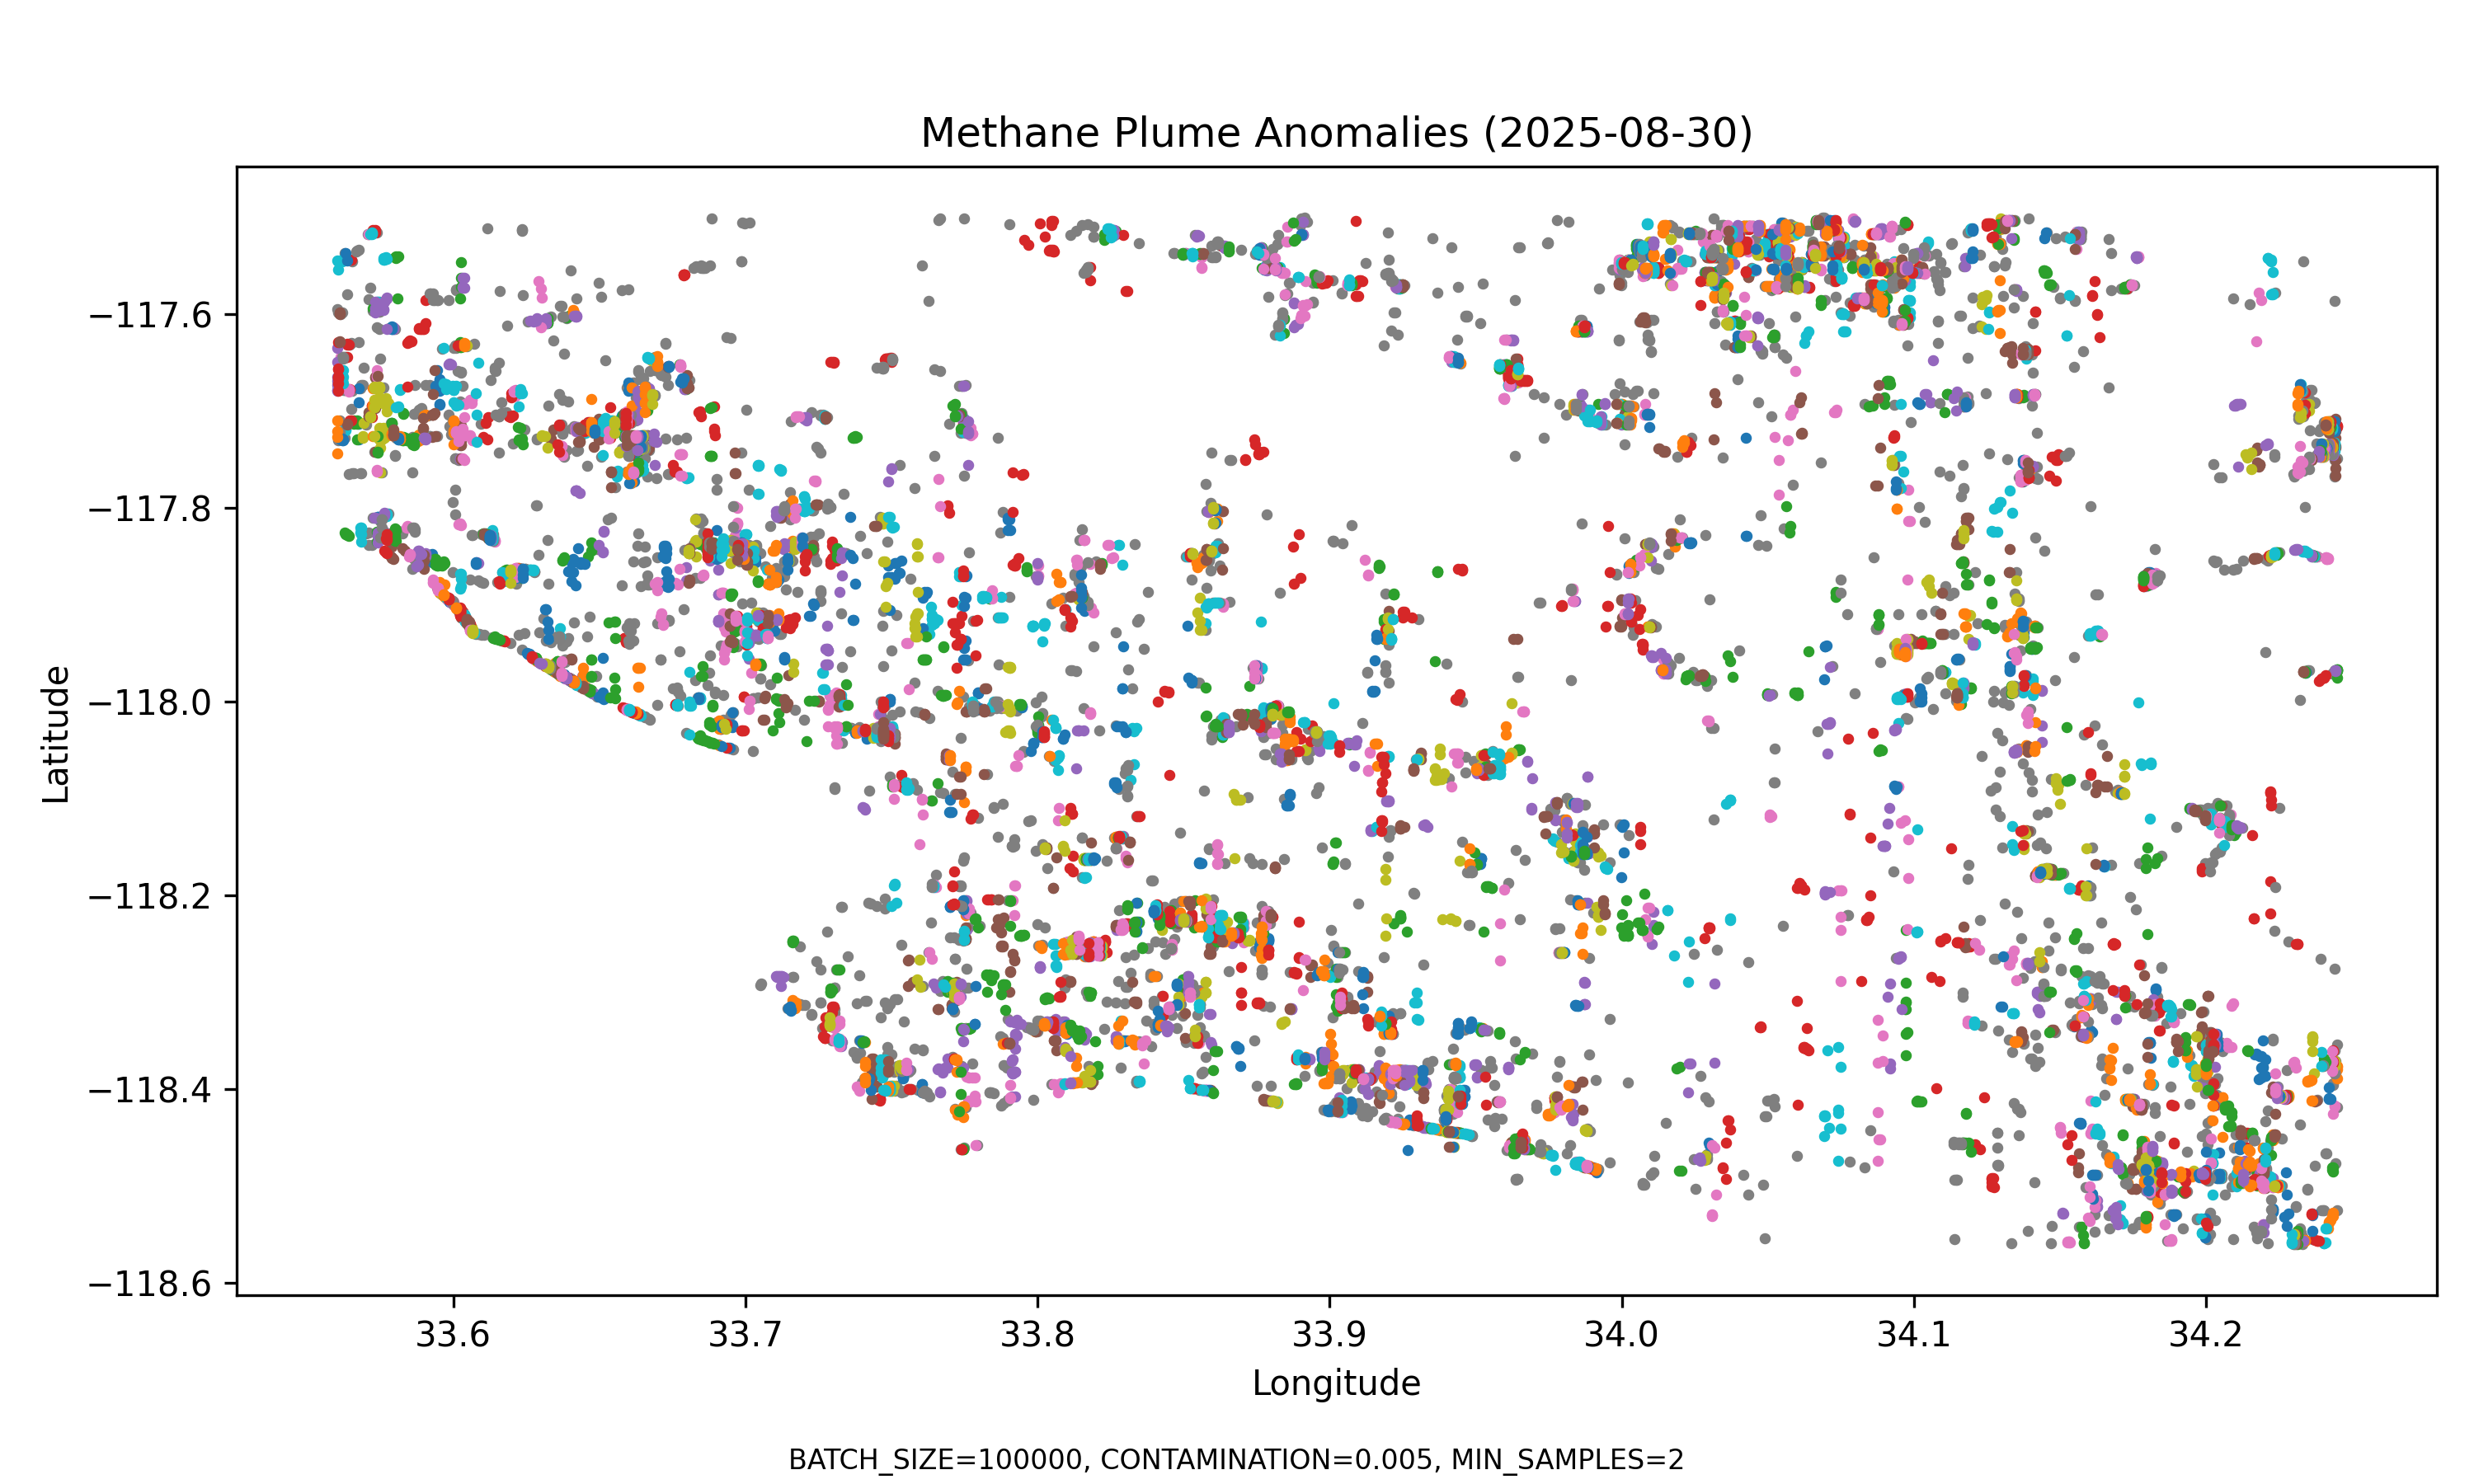 Methane Plume Anomalies (2025-08-30)
−117.6
−117.8
−118.0
−118.2
−118.4
−118.6
Latitude
33.6 33.7 33.8 33.9 34.0 34.1 34.2
Longitude
BATCH_SIZE=100000, CONTAMINATION=0.005, MIN_SAMPLES=2